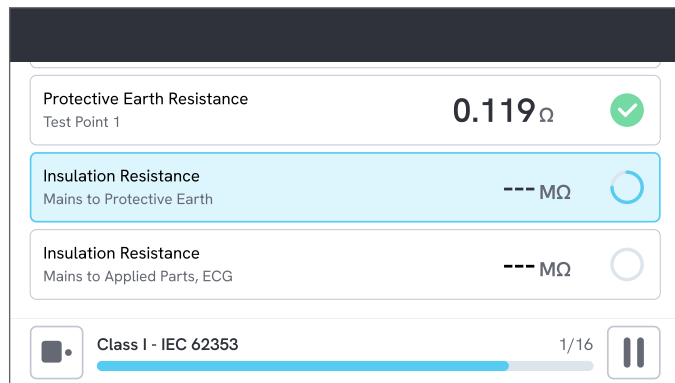 Protective Earth Resistance
Test Point 1
0.119 Ω
Insulation Resistance
Mains to Protective Earth
--- MΩ
Insulation Resistance
Mains to Applied Parts, ECG
--- MΩ
Class I - IEC 62353
1/16